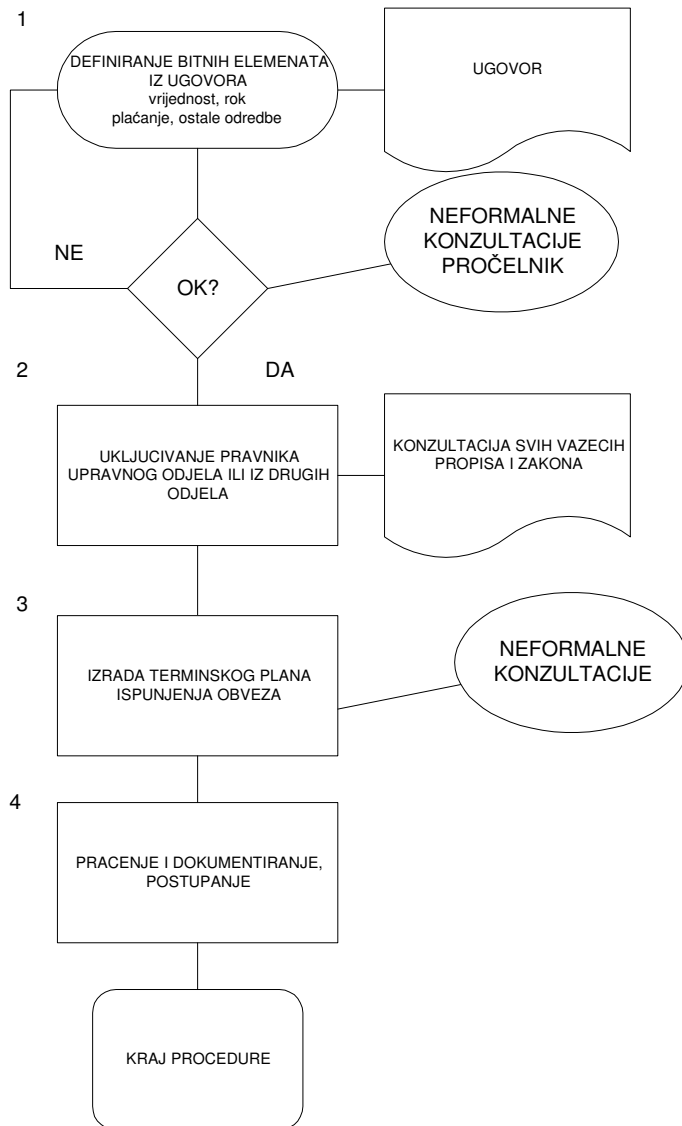 1
DEFINIRANJE BITNIH ELEMENATA
IZ UGOVORA
vrijednost, rok
plaćanje, ostale odredbe
UGOVOR
NEFORMALNE
KONZULTACIJE
PROČELNIK
NE
OK?
2
DA
UKLJUCIVANJE PRAVNIKA
UPRAVNOG ODJELA ILI IZ DRUGIH
ODJELA
KONZULTACIJA SVIH VAZECIH
PROPISA I ZAKONA
3
IZRADA TERMINSKOG PLANA
ISPUNJENJA OBVEZA
NEFORMALNE
KONZULTACIJE
4
PRACENJE I DOKUMENTIRANJE,
POSTUPANJE
KRAJ PROCEDURE